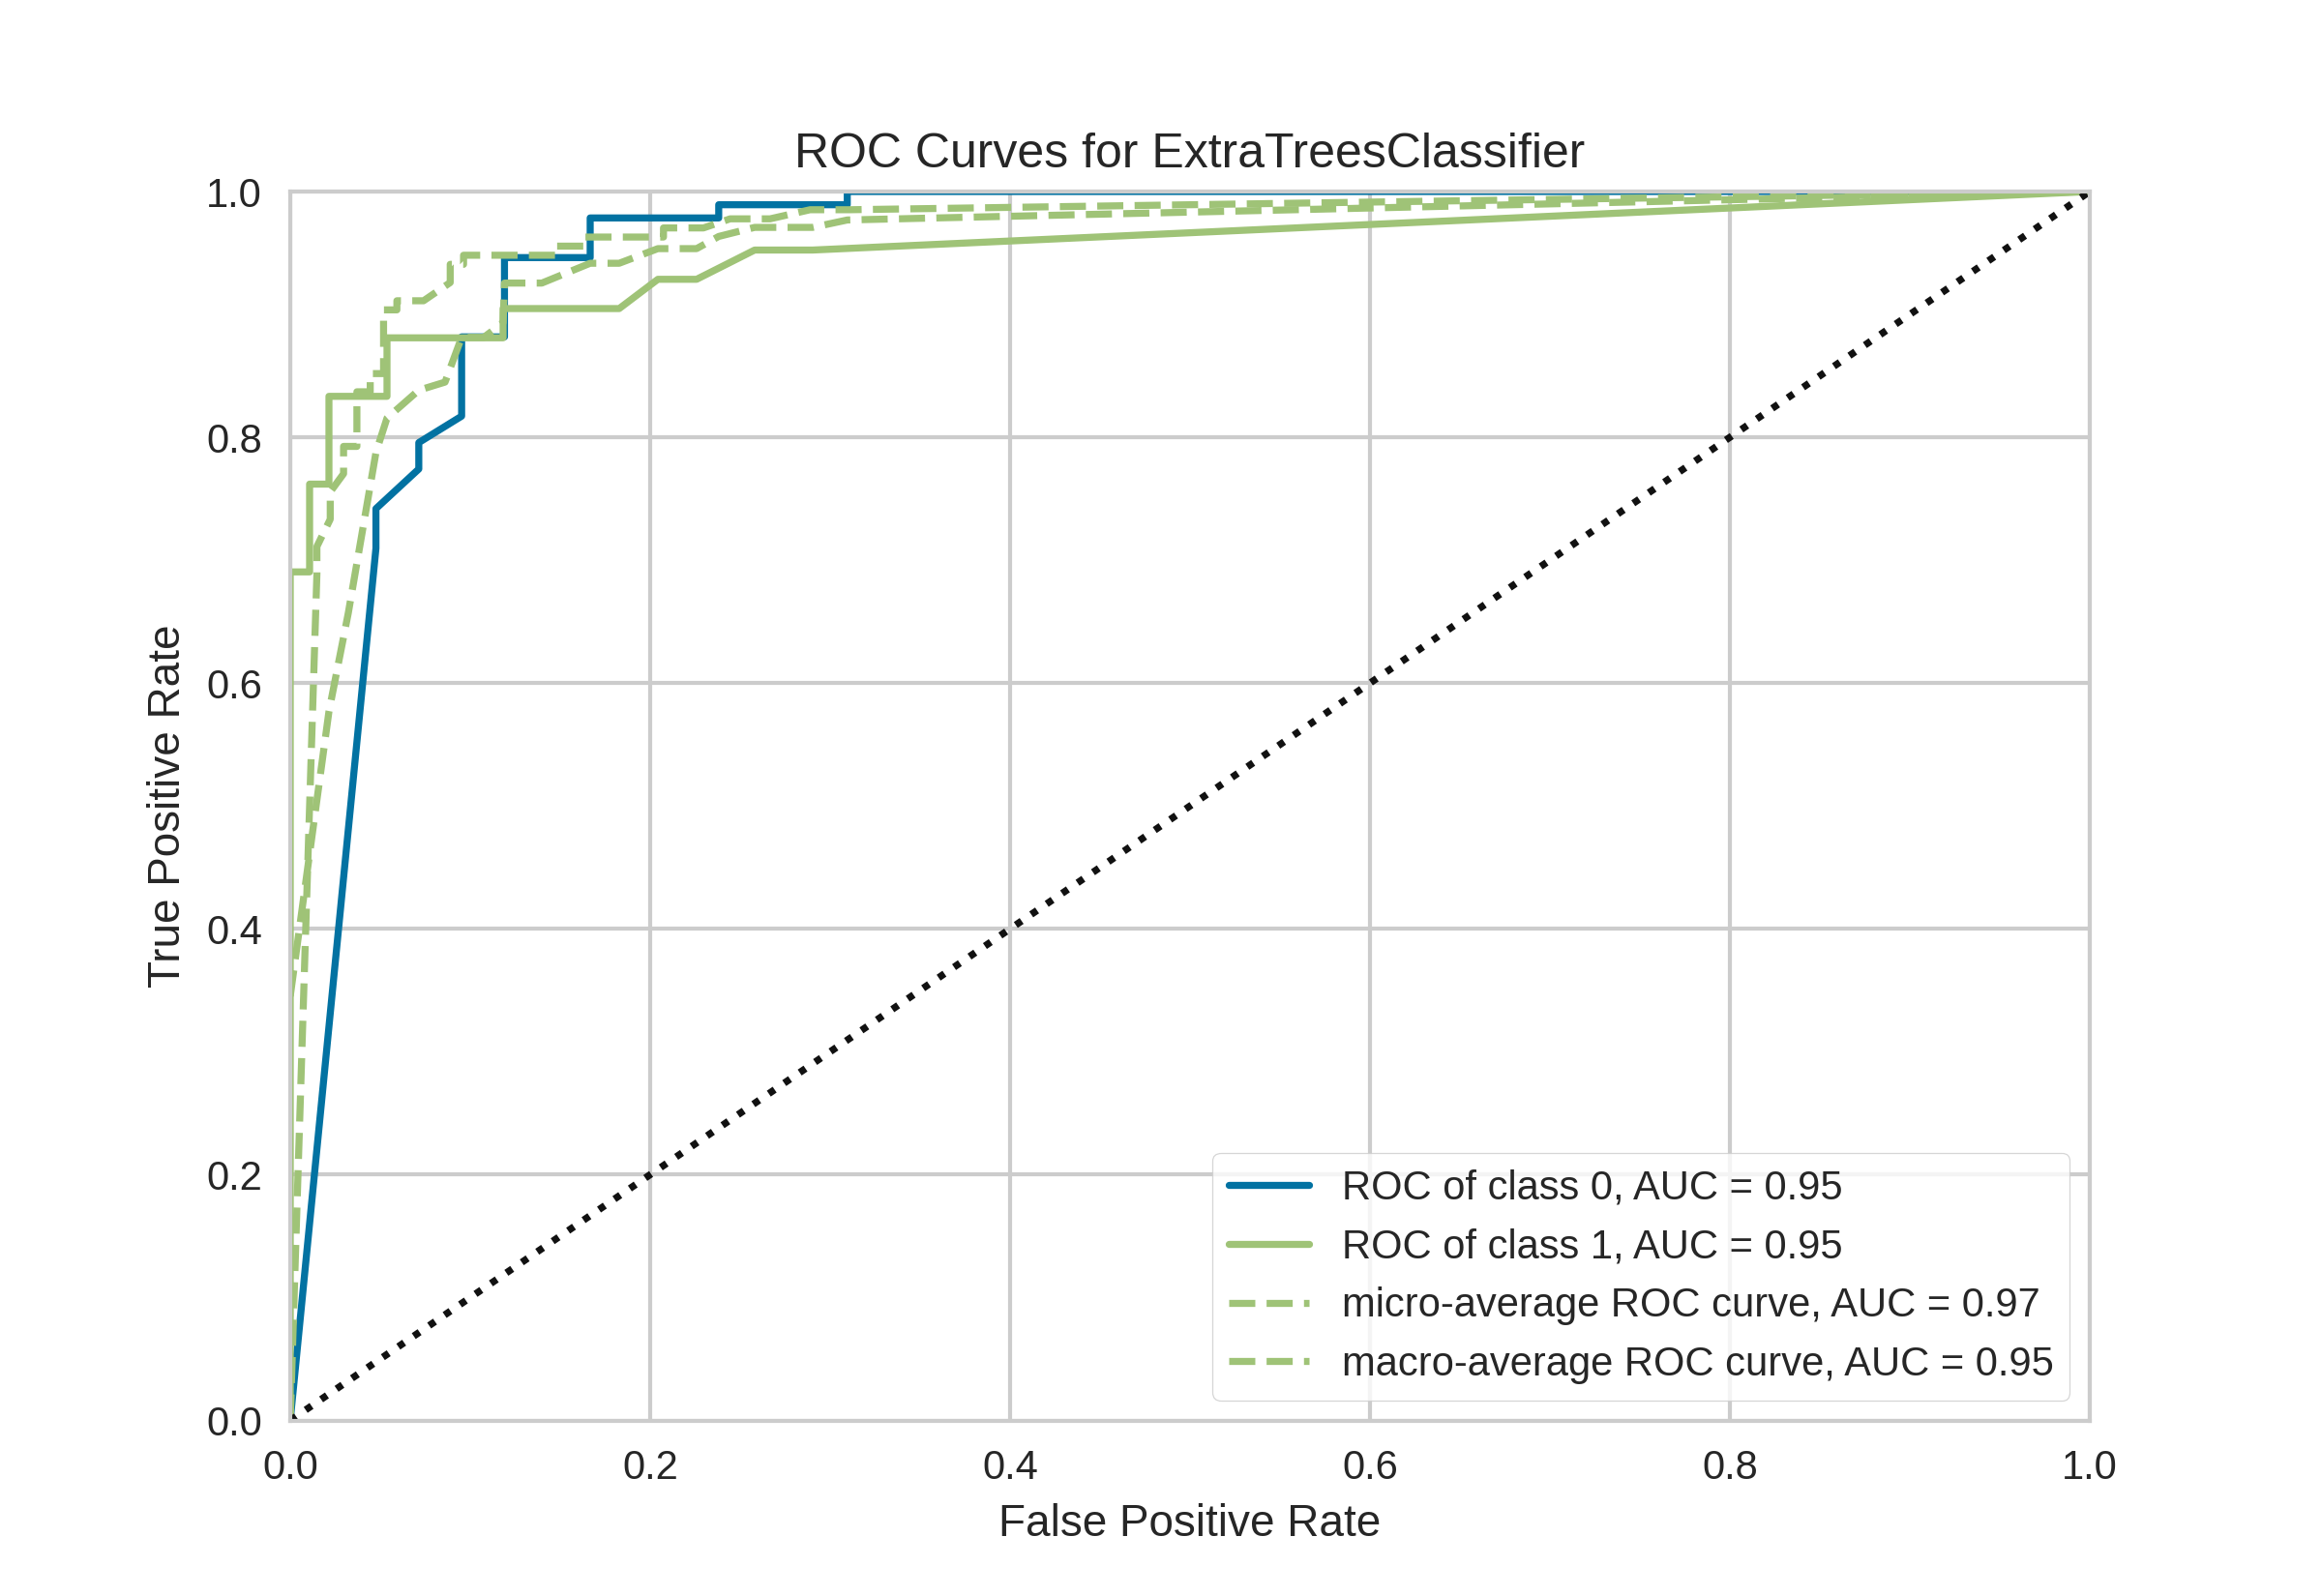 ROC Curves for ExtraTreesClassifier
1.0
0.8
0.6
0.4
0.2
0.0
True Positive Rate
0.0 0.2 0.4 0.6 0.8 1.0
False Positive Rate
ROC of class 0, AUC = 0.95
ROC of class 1, AUC = 0.95
micro-average ROC curve, AUC = 0.97
macro-average ROC curve, AUC = 0.95